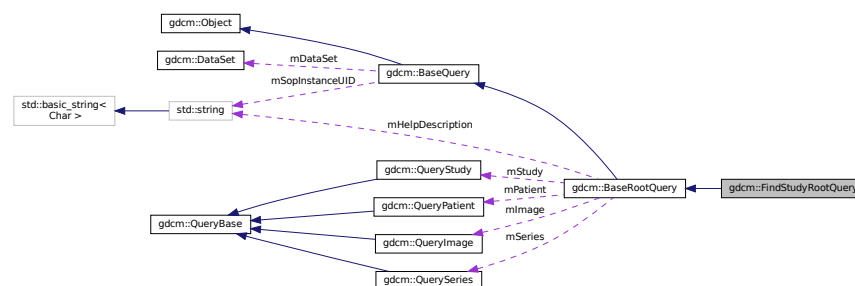 gdcm::Object
gdcm::DataSet
mDataSet
gdcm::BaseQuery
mSopInstanceUID
std::basic_string<
Char >
std::string
mHelpDescription
gdcm::QueryStudy
mStudy
gdcm::BaseRootQuery
gdcm::FindStudyRootQuery
mPatient
gdcm::QueryPatient
mImage
gdcm::QueryBase
gdcm::QueryImage
mSeries
gdcm::QuerySeries